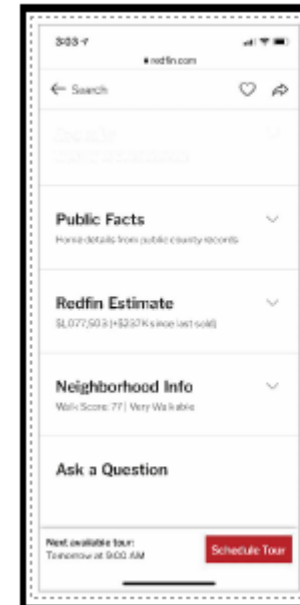 3:03
redfin.com
Search
Public Facts
Home details from public county records
Redfin Estimate
$1,077,503 (+$237K since last sold)
Neighborhood Info
Walk Score: 77 | Very Walkable
Ask a Question
Next available tour:
Tomorrow at 9:00 AM
Schedule Tour